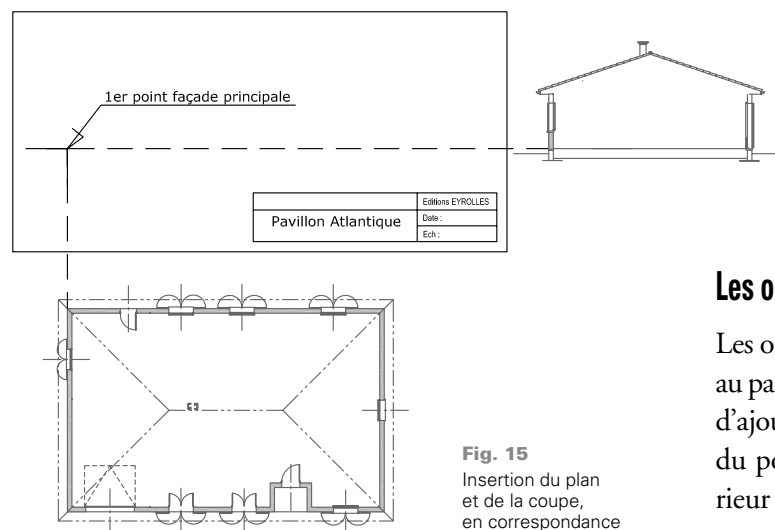 1er point façade principale
Editions EYROLLES
Pavillon Atlantique
Date :
Ech :
Fig. 15
Insertion du plan
et de la coupe,
en correspondance
Les o
Les o
au pa
d'ajou
du po
rieur